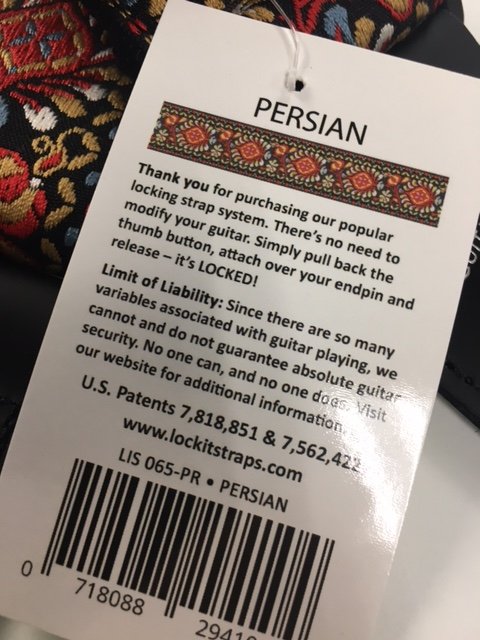 PERSIAN
Thank you for purchasing our popular
locking strap system. There's no need to
modify your guitar. Simply pull back the
thumb button, attach over your endpin and
release – it's LOCKED!
Limit of Liability: Since there are so many
variables associated with guitar playing, we
cannot and do not guarantee absolute guitar
security. No one can, and no one does. Visit
our website for additional information.
U.S. Patents 7,818,851 & 7,562,422
www.lockitstraps.com
LIS 065-PR • PERSIAN
0 718088